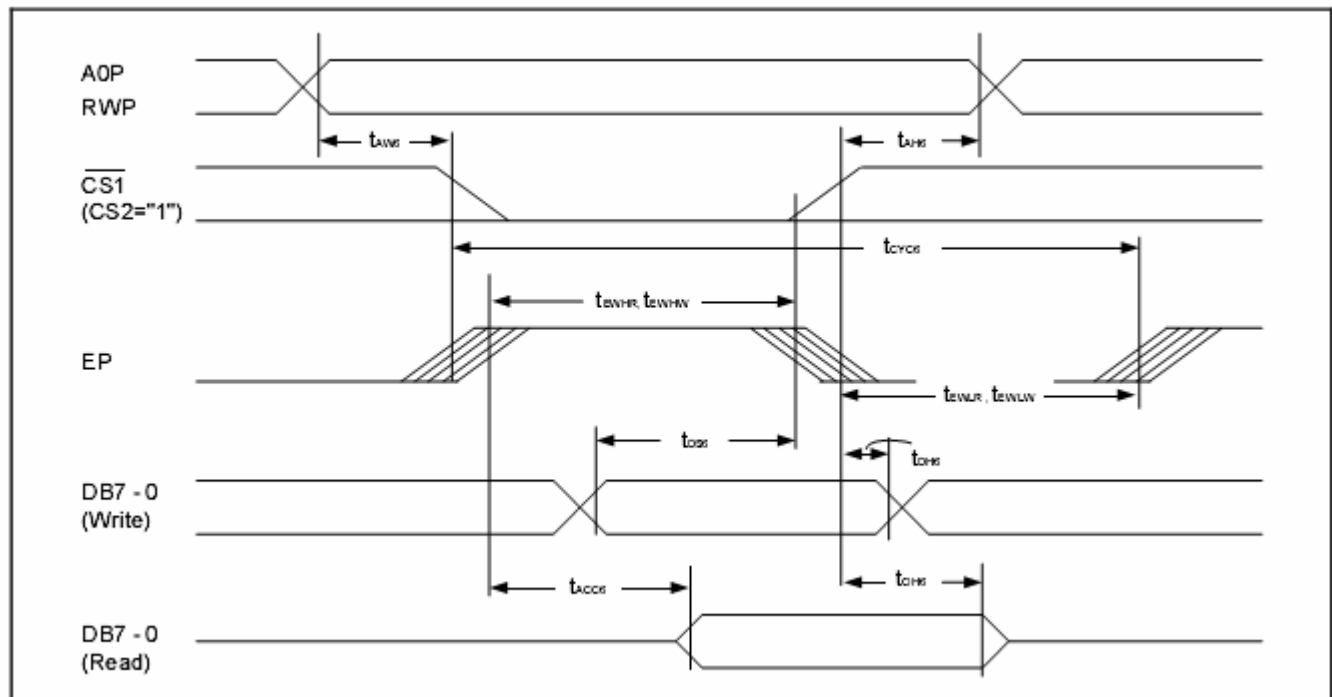 A0P
RWP
tAW6
tAH6
CS1
(CS2="1")
tCYC6
tEWHR, tEWHW
EP
tEWLR , tEWLW
tDS6
tDH6
DB7 - 0
(Write)
tACC6
tOH6
DB7 - 0
(Read)